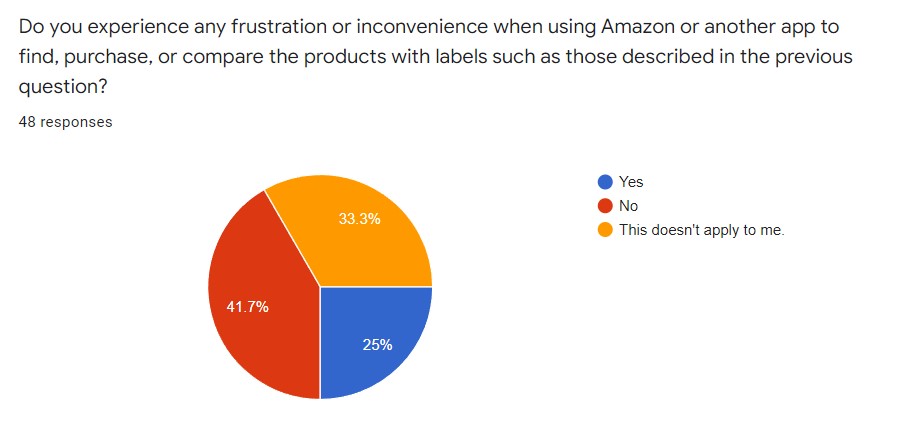 Do you experience any frustration or inconvenience when using Amazon or another app to
find, purchase, or compare the products with labels such as those described in the previous
question?
48 responses
Yes
No
This doesn't apply to me.
33.3%
41.7%
25%